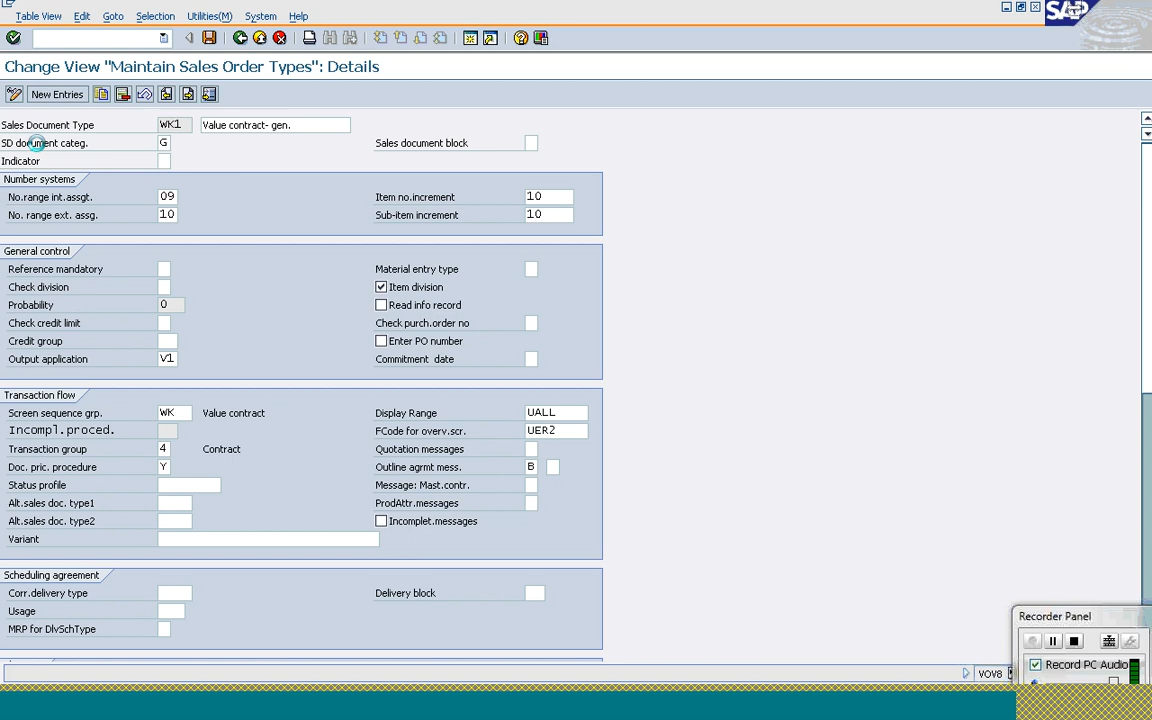 Table View Edit Goto Selection Utilities(M) System Help
SAP
Change View "Maintain Sales Order Types": Details
New Entries
Sales Document Type WK1 Value contract- gen.
SD document categ. G Sales document block
Indicator
Number systems
No.range int.assgt. 09 Item no.increment 10
No. range ext. assg. 10 Sub-item increment 10
General control
Reference mandatory Material entry type
Check division Item division
Probability 0 Read info record
Check credit limit Check purch.order no
Credit group Enter PO number
Output application V1 Commitment date
Transaction flow
Screen sequence grp. WK Value contract Display Range UALL
Incompl.proced. FCode for overv.scr. UER2
Transaction group 4 Contract Quotation messages
Doc. pric. procedure Y Outline agrmt mess. B
Status profile Message: Mast.contr.
Alt.sales doc. type1 ProdAttr.messages
Alt.sales doc. type2 Incomplet.messages
Variant
Scheduling agreement
Corr.delivery type Delivery block
Usage
MRP for DlvSchType
Recorder Panel
Record PC Audio
VOV8